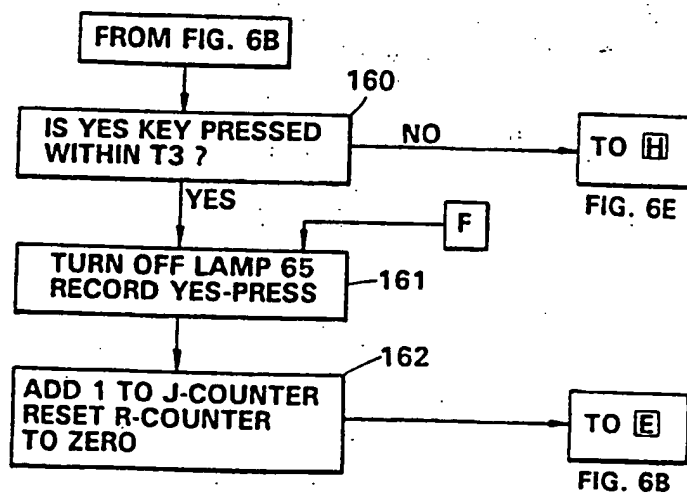 FROM FIG. 6B
160
IS YES KEY PRESSED
WITHIN T3 ?
NO
TO H
FIG. 6E
YES
F
TURN OFF LAMP 65
RECORD YES-PRESS
161
162
ADD 1 TO J-COUNTER
RESET R-COUNTER
TO ZERO
TO E
FIG. 6B